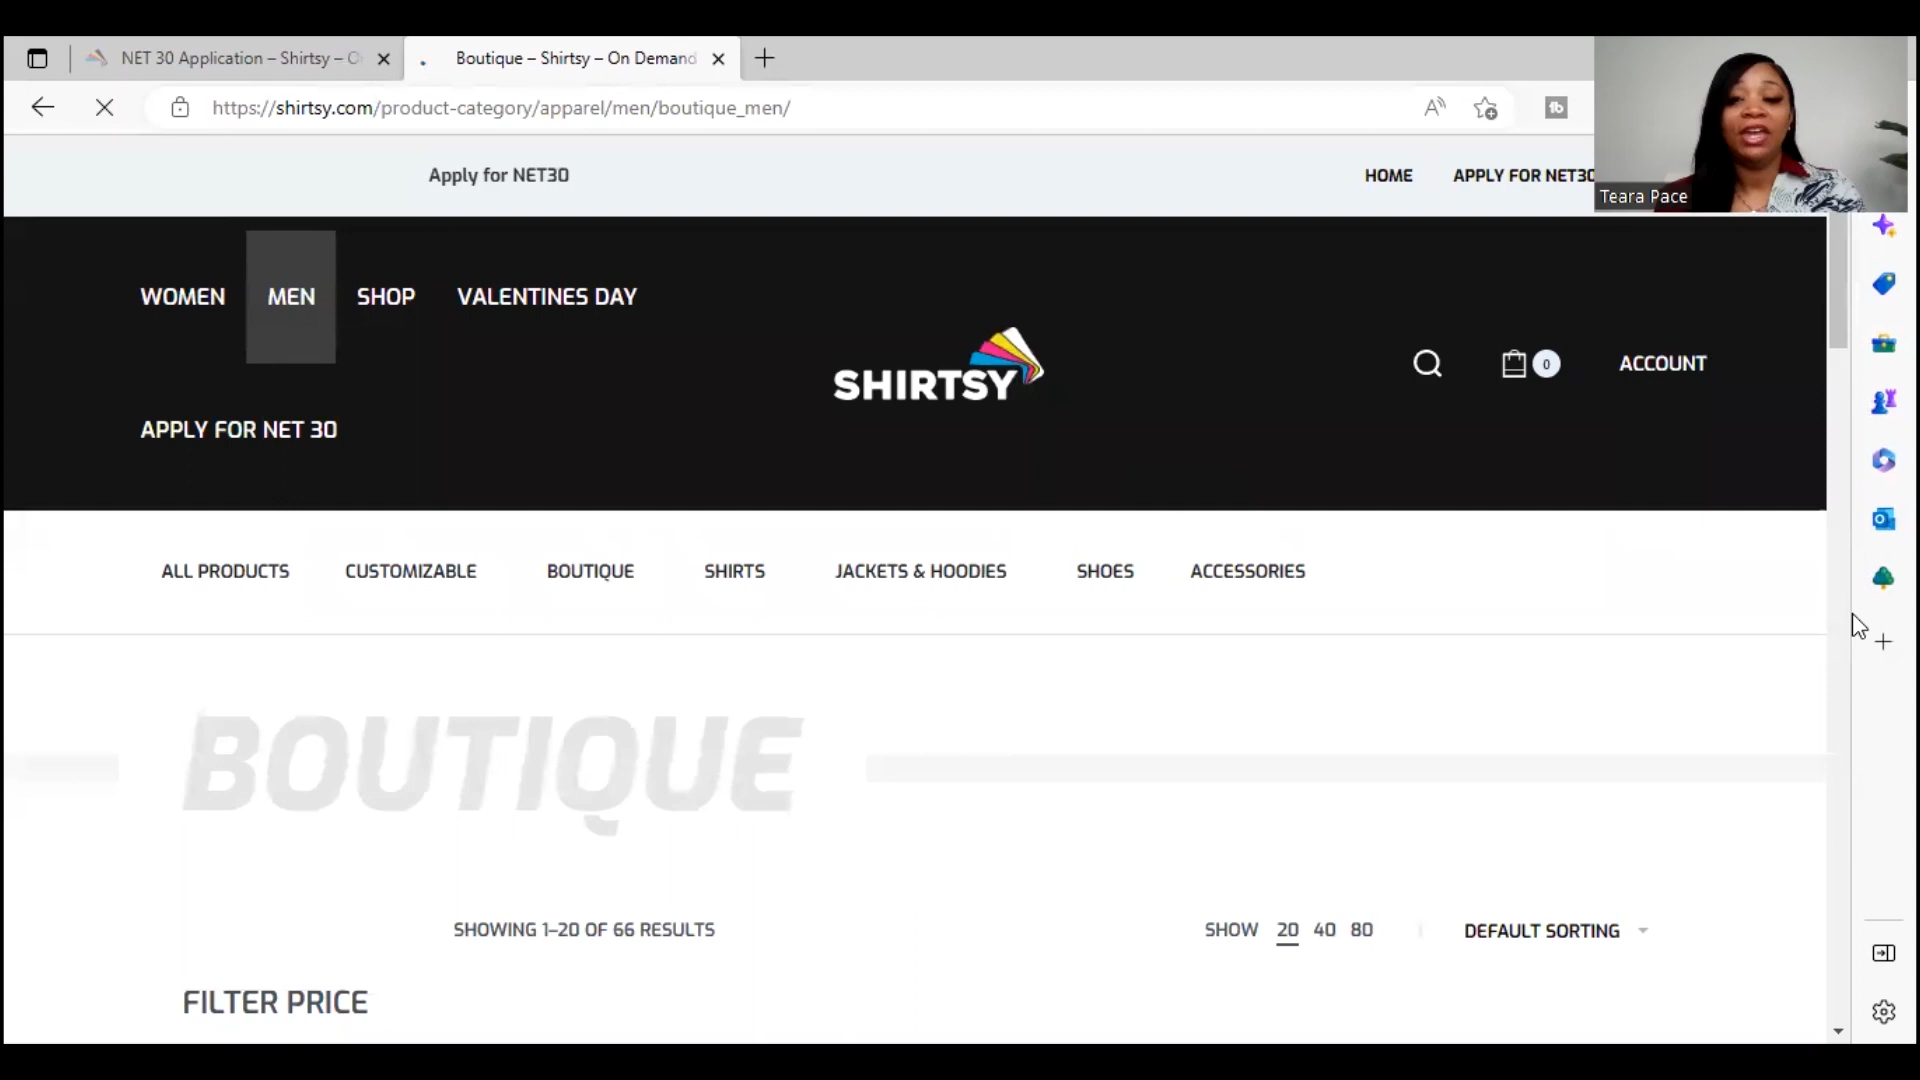 NET 30 Application – Shirtsy – O
Boutique – Shirtsy – On Demand
https://shirtsy.com/product-category/apparel/men/boutique_men/
Apply for NET30
HOME
APPLY FOR NET30
Teara Pace
WOMEN
MEN
SHOP
VALENTINES DAY
APPLY FOR NET 30
SHIRTSY
0
ACCOUNT
ALL PRODUCTS
CUSTOMIZABLE
BOUTIQUE
SHIRTS
JACKETS & HOODIES
SHOES
ACCESSORIES
BOUTIQUE
SHOWING 1–20 OF 66 RESULTS
SHOW 20 40 80
DEFAULT SORTING
FILTER PRICE